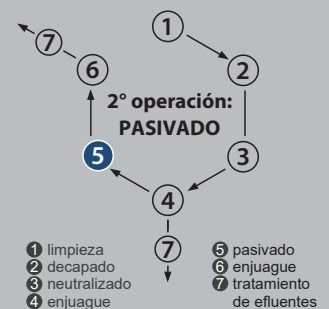 1
7
6
2
2° operación:
PASIVADO
5
3
4
7
1 limpieza
2 decapado
3 neutralizado
4 enjuague
5 pasivado
6 enjuague
7 tratamiento
de efluentes